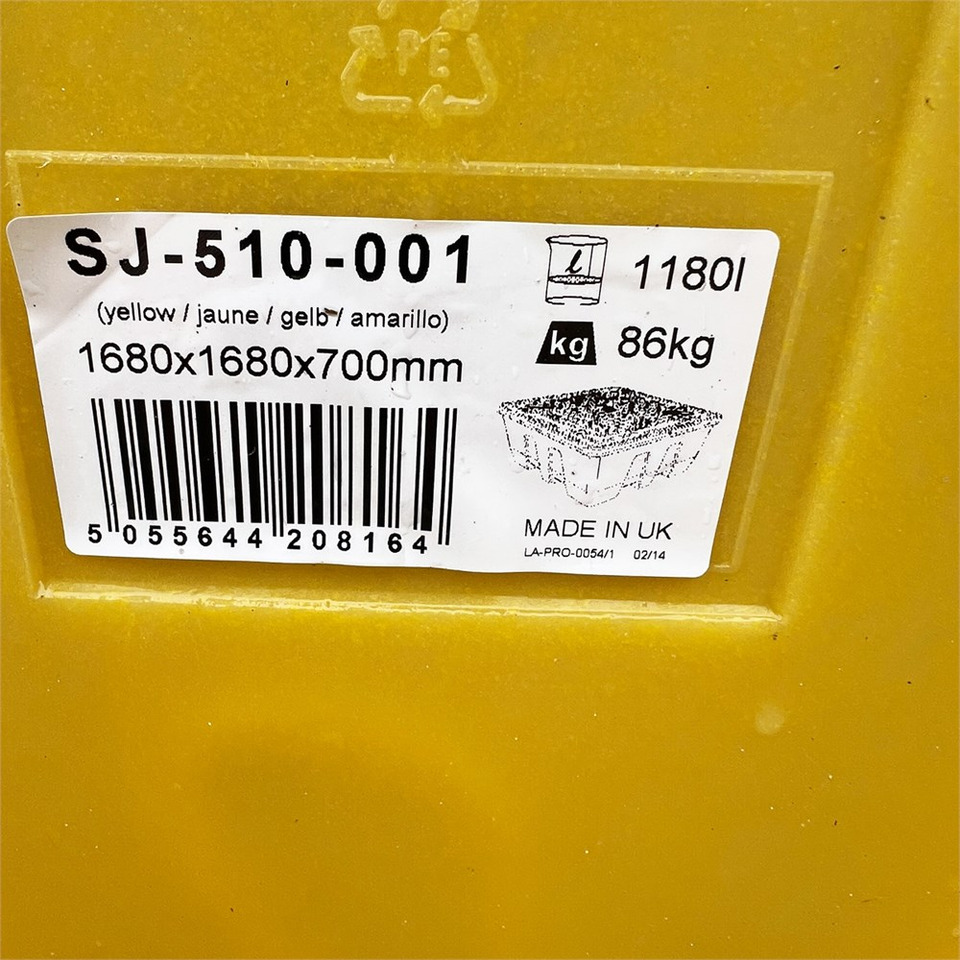 PE
SJ-510-001
(yellow / jaune / gelb / amarillo)
1680x1680x700mm
5 055644 208164
ℓ 1180l
kg 86kg
MADE IN UK
LA-PRO-0054/1 02/14